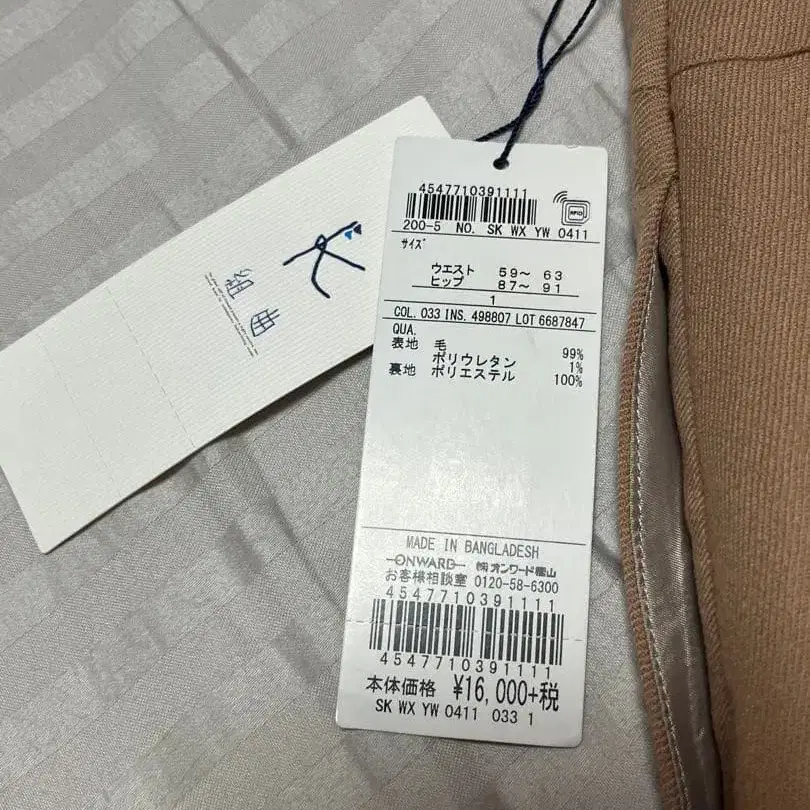 組曲
4547710391111
RFID
200-5 NO. SK WX YW 0411
サイズ
ウエスト 59～ 63
ヒップ 87～ 91
1
COL. 033 INS. 498807 LOT 6687847
QUA.
表地 毛 99%
ポリウレタン 1%
裏地 ポリエステル 100%
MADE IN BANGLADESH
ONWARD ㈱オンワード樫山
お客様相談室 0120-58-6300
4547710391111
4547710391111
本体価格 ¥16,000+税
SK WX YW 0411 033 1